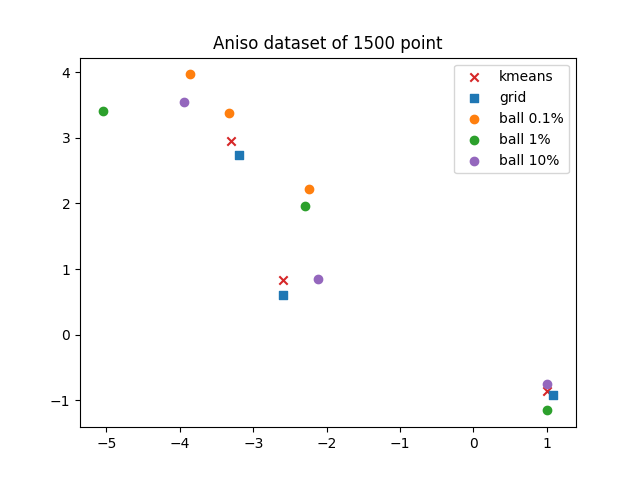 Aniso dataset of 1500 point
kmeans
grid
ball 0.1%
ball 1%
ball 10%
4
3
2
1
0
−1
−5 −4 −3 −2 −1 0 1